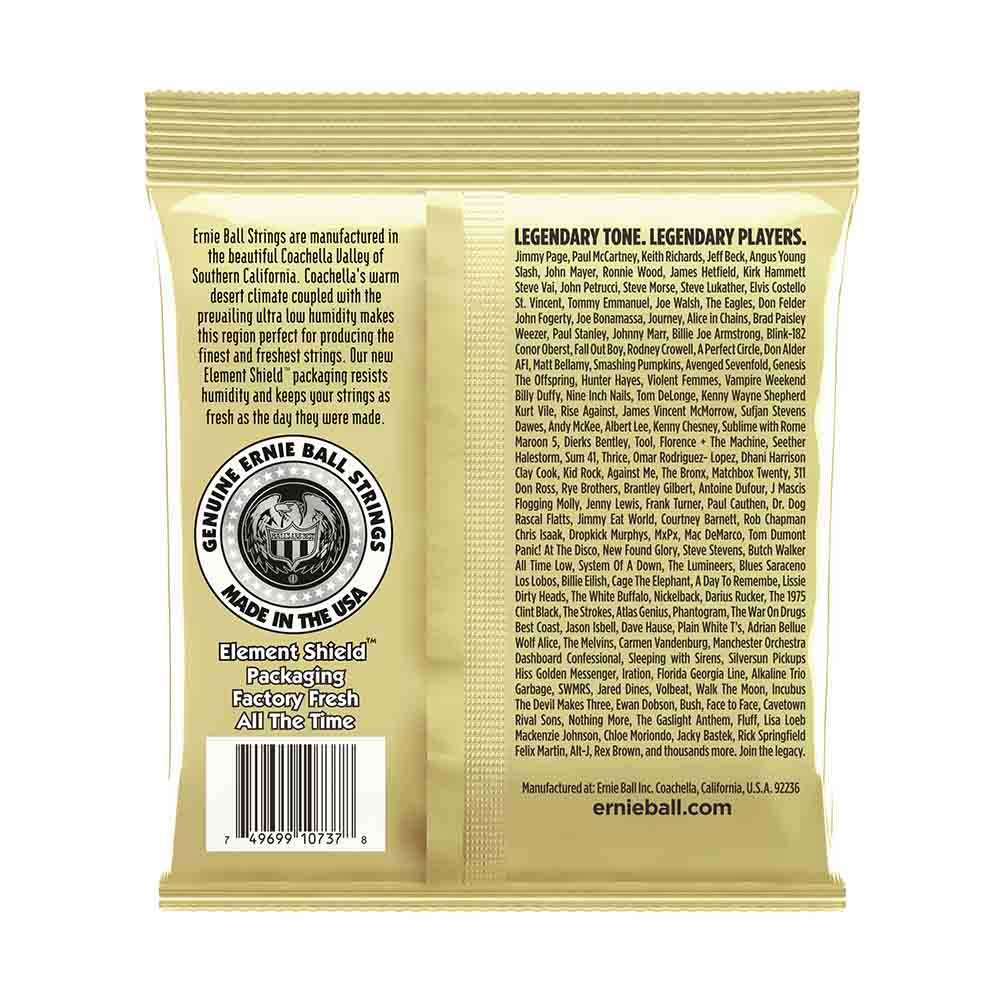 Ernie Ball Strings are manufactured in
the beautiful Coachella Valley of
Southern California. Coachella's warm
desert climate coupled with the
prevailing ultra low humidity makes
this region perfect for producing the
finest and freshest strings. Our new
Element Shield™ packaging resists
humidity and keeps your strings as
fresh as the day they were made.
GENUINE ERNIE BALL STRINGS
MADE IN THE USA
Element Shield™
Packaging
Factory Fresh
All The Time
7 49699 10737 8
LEGENDARY TONE. LEGENDARY PLAYERS.
Jimmy Page, Paul McCartney, Keith Richards, Jeff Beck, Angus Young
Slash, John Mayer, Ronnie Wood, James Hetfield, Kirk Hammett
Steve Vai, John Petrucci, Steve Morse, Steve Lukather, Elvis Costello
St. Vincent, Tommy Emmanuel, Joe Walsh, The Eagles, Don Felder
John Fogerty, Joe Bonamassa, Journey, Alice in Chains, Brad Paisley
Weezer, Paul Stanley, Johnny Marr, Billie Joe Armstrong, Blink-182
Conor Oberst, Fall Out Boy, Rodney Crowell, A Perfect Circle, Don Alder
AFI, Matt Bellamy, Smashing Pumpkins, Avenged Sevenfold, Genesis
The Offspring, Hunter Hayes, Violent Femmes, Vampire Weekend
Billy Duffy, Nine Inch Nails, Tom DeLonge, Kenny Wayne Shepherd
Kurt Vile, Rise Against, James Vincent McMorrow, Sufjan Stevens
Dawes, Andy McKee, Albert Lee, Kenny Chesney, Sublime with Rome
Maroon 5, Dierks Bentley, Tool, Florence + The Machine, Seether
Halestorm, Sum 41, Thrice, Omar Rodriguez- Lopez, Dhani Harrison
Clay Cook, Kid Rock, Against Me, The Bronx, Matchbox Twenty, 311
Don Ross, Rye Brothers, Brantley Gilbert, Antoine Dufour, J Mascis
Flogging Molly, Jenny Lewis, Frank Turner, Paul Cauthen, Dr. Dog
Rascal Flatts, Jimmy Eat World, Courtney Barnett, Rob Chapman
Chris Isaak, Dropkick Murphys, MxPx, Mac DeMarco, Tom Dumont
Panic! At The Disco, New Found Glory, Steve Stevens, Butch Walker
All Time Low, System Of A Down, The Lumineers, Blues Saraceno
Los Lobos, Billie Eilish, Cage The Elephant, A Day To Remembe, Lissie
Dirty Heads, The White Buffalo, Nickelback, Darius Rucker, The 1975
Clint Black, The Strokes, Atlas Genius, Phantogram, The War On Drugs
Best Coast, Jason Isbell, Dave Hause, Plain White T's, Adrian Bellue
Wolf Alice, The Melvins, Carmen Vandenburg, Manchester Orchestra
Dashboard Confessional, Sleeping with Sirens, Silversun Pickups
Hiss Golden Messenger, Iration, Florida Georgia Line, Alkaline Trio
Garbage, SWMRS, Jared Dines, Volbeat, Walk The Moon, Incubus
The Devil Makes Three, Ewan Dobson, Bush, Face to Face, Cavetown
Rival Sons, Nothing More, The Gaslight Anthem, Fluff, Lisa Loeb
Mackenzie Johnson, Chloe Moriondo, Jacky Bastek, Rick Springfield
Felix Martin, Alt-J, Rex Brown, and thousands more. Join the legacy.
Manufactured at: Ernie Ball Inc. Coachella, California, U.S.A. 92236
ernieball.com